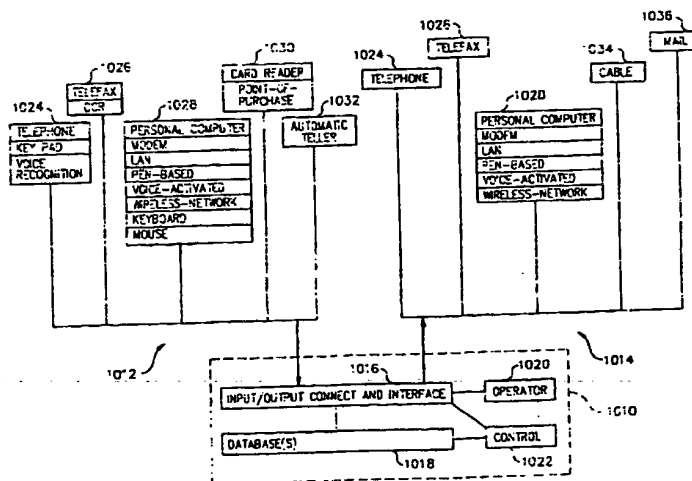 1036
MAIL
1026
TELEFAX
1024
TELEPHONE
1034
CABLE
1030
CARD READER
POINT-OF-
PURCHASE
1026
TELEFAX
OCR
1024
TELEPHONE
KEY PAD
VOICE
RECOGNITION
1028
PERSONAL COMPUTER
MODEM
LAN
PEN-BASED
VOICE-ACTIVATED
WIRELESS-NETWORK
KEYBOARD
MOUSE
1032
AUTOMATIC
TELLER
1028
PERSONAL COMPUTER
MODEM
LAN
PEN-BASED
VOICE-ACTIVATED
WIRELESS-NETWORK
1012
1014
1016
INPUT/OUTPUT CONNECT AND INTERFACE
1020
OPERATOR
1010
DATABASE(S)
1018
CONTROL
1022